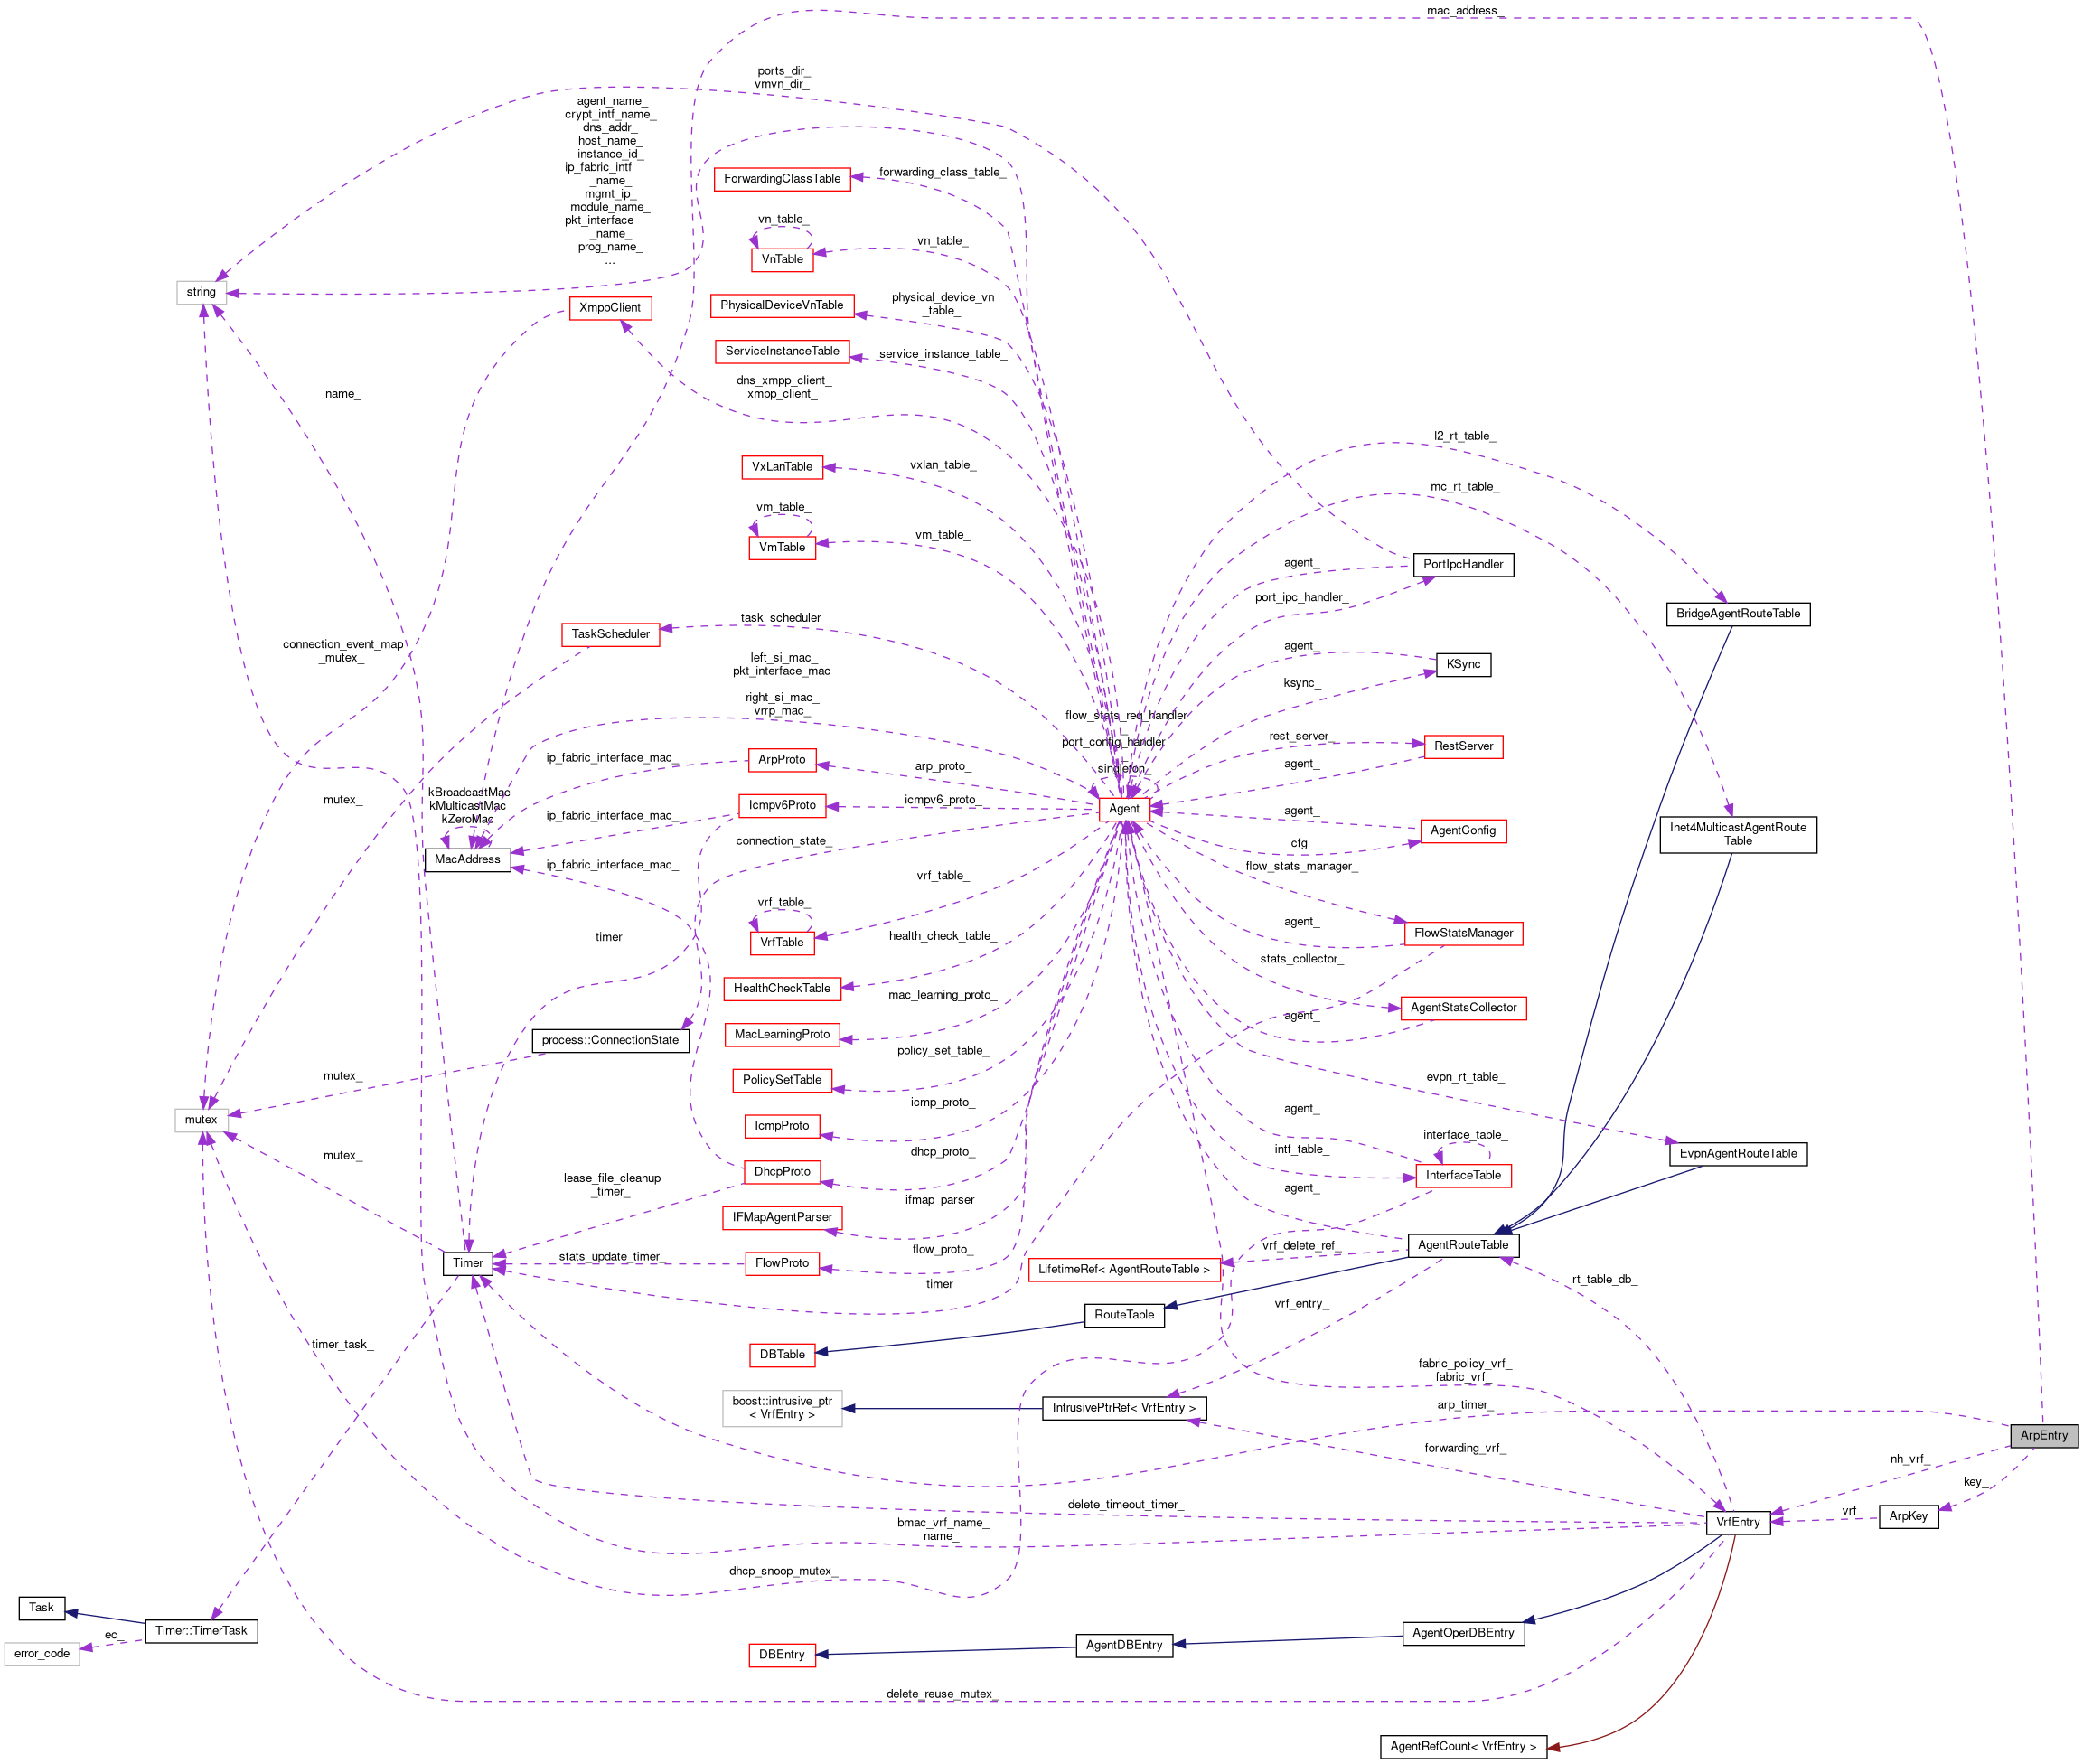 mac_address_
ports_dir_
vmvn_dir_
agent_name_
crypt_intf_name_
dns_addr_
host_name_
instance_id_
ip_fabric_intf
_name_
mgmt_ip_
module_name_
pkt_interface
_name_
prog_name_
...
ForwardingClassTable
forwarding_class_table_
vn_table_
vn_table_
VnTable
string
XmppClient
PhysicalDeviceVnTable
physical_device_vn
_table_
ServiceInstanceTable
service_instance_table_
name_
dns_xmpp_client_
xmpp_client_
l2_rt_table_
VxLanTable
vxlan_table_
mc_rt_table_
vm_table_
VmTable
vm_table_
PortIpcHandler
agent_
port_ipc_handler_
BridgeAgentRouteTable
TaskScheduler
task_scheduler_
connection_event_map
_mutex_
left_si_mac_
pkt_interface_mac
_
right_si_mac_
vrrp_mac_
agent_
KSync
ksync_
flow_stats_req_handler
_
port_config_handler
_
singleton_
rest_server_
RestServer
agent_
ip_fabric_interface_mac_
ArpProto
arp_proto_
mutex_
kBroadcastMac
kMulticastMac
kZeroMac
Icmpv6Proto
icmpv6_proto_
Agent
ip_fabric_interface_mac_
agent_
AgentConfig
cfg_
Inet4MulticastAgentRoute
Table
connection_state_
MacAddress
ip_fabric_interface_mac_
flow_stats_manager_
vrf_table_
vrf_table_
VrfTable
health_check_table_
agent_
FlowStatsManager
timer_
stats_collector_
HealthCheckTable
mac_learning_proto_
AgentStatsCollector
agent_
process::ConnectionState
MacLearningProto
policy_set_table_
mutex_
PolicySetTable
evpn_rt_table_
mutex
icmp_proto_
IcmpProto
agent_
interface_table_
mutex_
dhcp_proto_
intf_table_
EvpnAgentRouteTable
DhcpProto
InterfaceTable
lease_file_cleanup
_timer_
ifmap_parser_
agent_
IFMapAgentParser
AgentRouteTable
Timer
stats_update_timer_
FlowProto
flow_proto_
vrf_delete_ref_
LifetimeRef< AgentRouteTable >
timer_
rt_table_db_
RouteTable
vrf_entry_
timer_task_
DBTable
fabric_policy_vrf_
fabric_vrf_
boost::intrusive_ptr
< VrfEntry >
IntrusivePtrRef< VrfEntry >
arp_timer_
ArpEntry
forwarding_vrf_
nh_vrf_
key_
delete_timeout_timer_
bmac_vrf_name_
name_
VrfEntry
vrf
ArpKey
dhcp_snoop_mutex_
Task
Timer::TimerTask
ec_
error_code
AgentOperDBEntry
AgentDBEntry
DBEntry
delete_reuse_mutex_
AgentRefCount< VrfEntry >